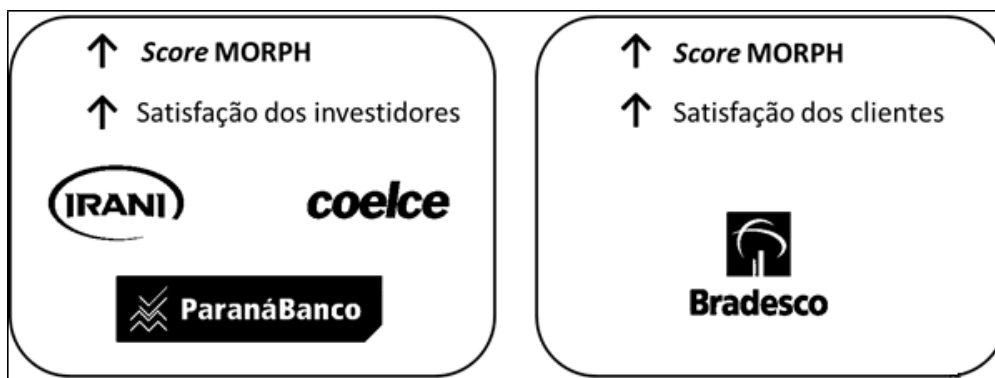 ↑ Score MORPH
↑ Satisfação dos investidores
IRANI
coelce
ParanáBanco
↑ Score MORPH
↑ Satisfação dos clientes
Bradesco